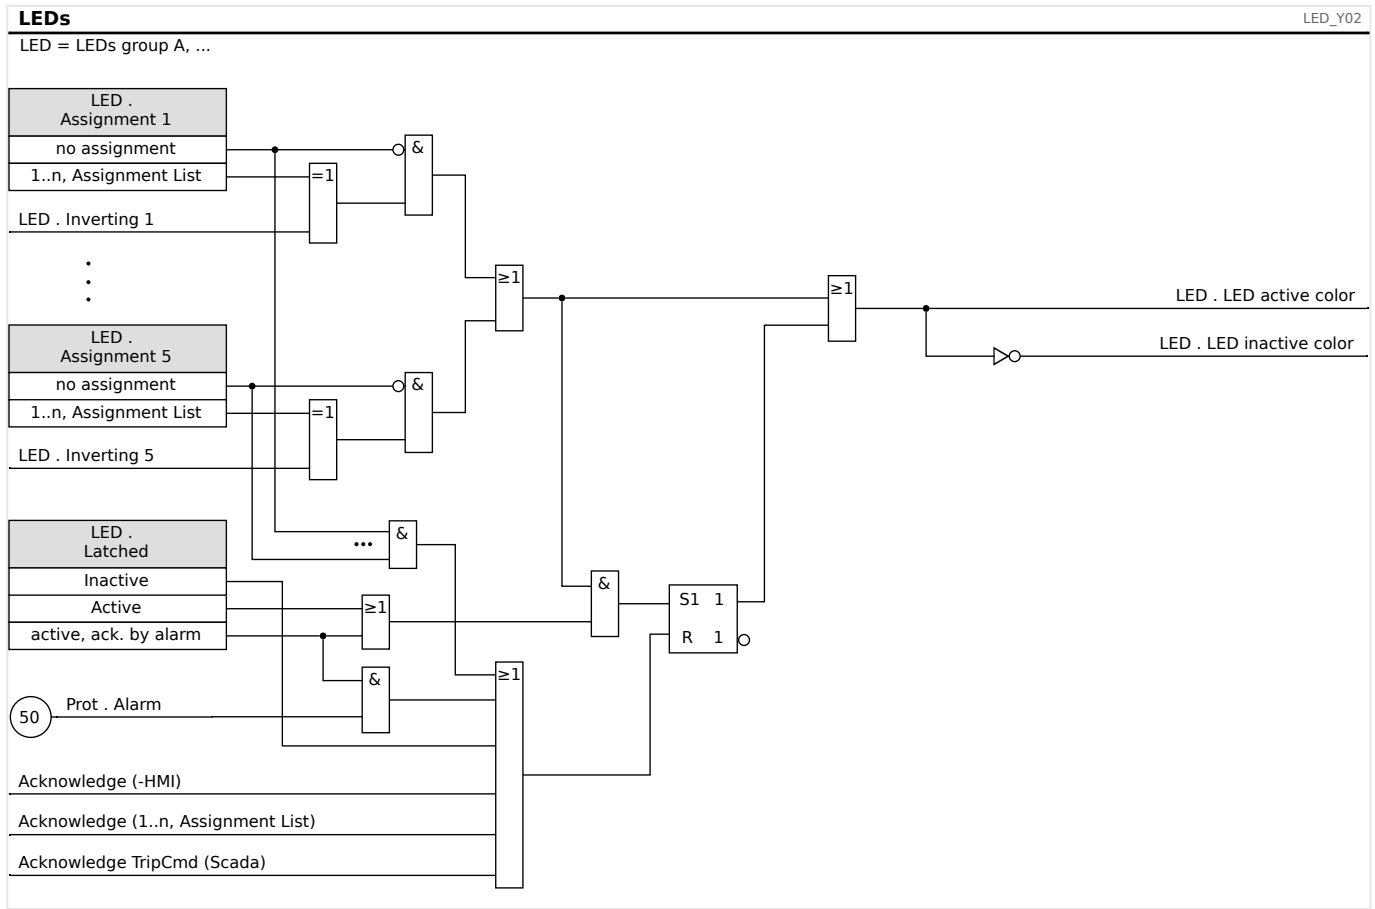 LEDs
LED_Y02
LED = LEDs group A, ...
LED .
Assignment 1
no assignment
&
1..n, Assignment List
=1
LED . Inverting 1
≥1
≥1
LED . LED active color
LED .
Assignment 5
LED . LED inactive color
no assignment
&
1..n, Assignment List
=1
LED . Inverting 5
LED .
Latched
&
•••
Inactive
&
Active
≥1
S1 1
active, ack. by alarm
R 1
&
≥1
50
Prot . Alarm
Acknowledge (-HMI)
Acknowledge (1..n, Assignment List)
Acknowledge TripCmd (Scada)